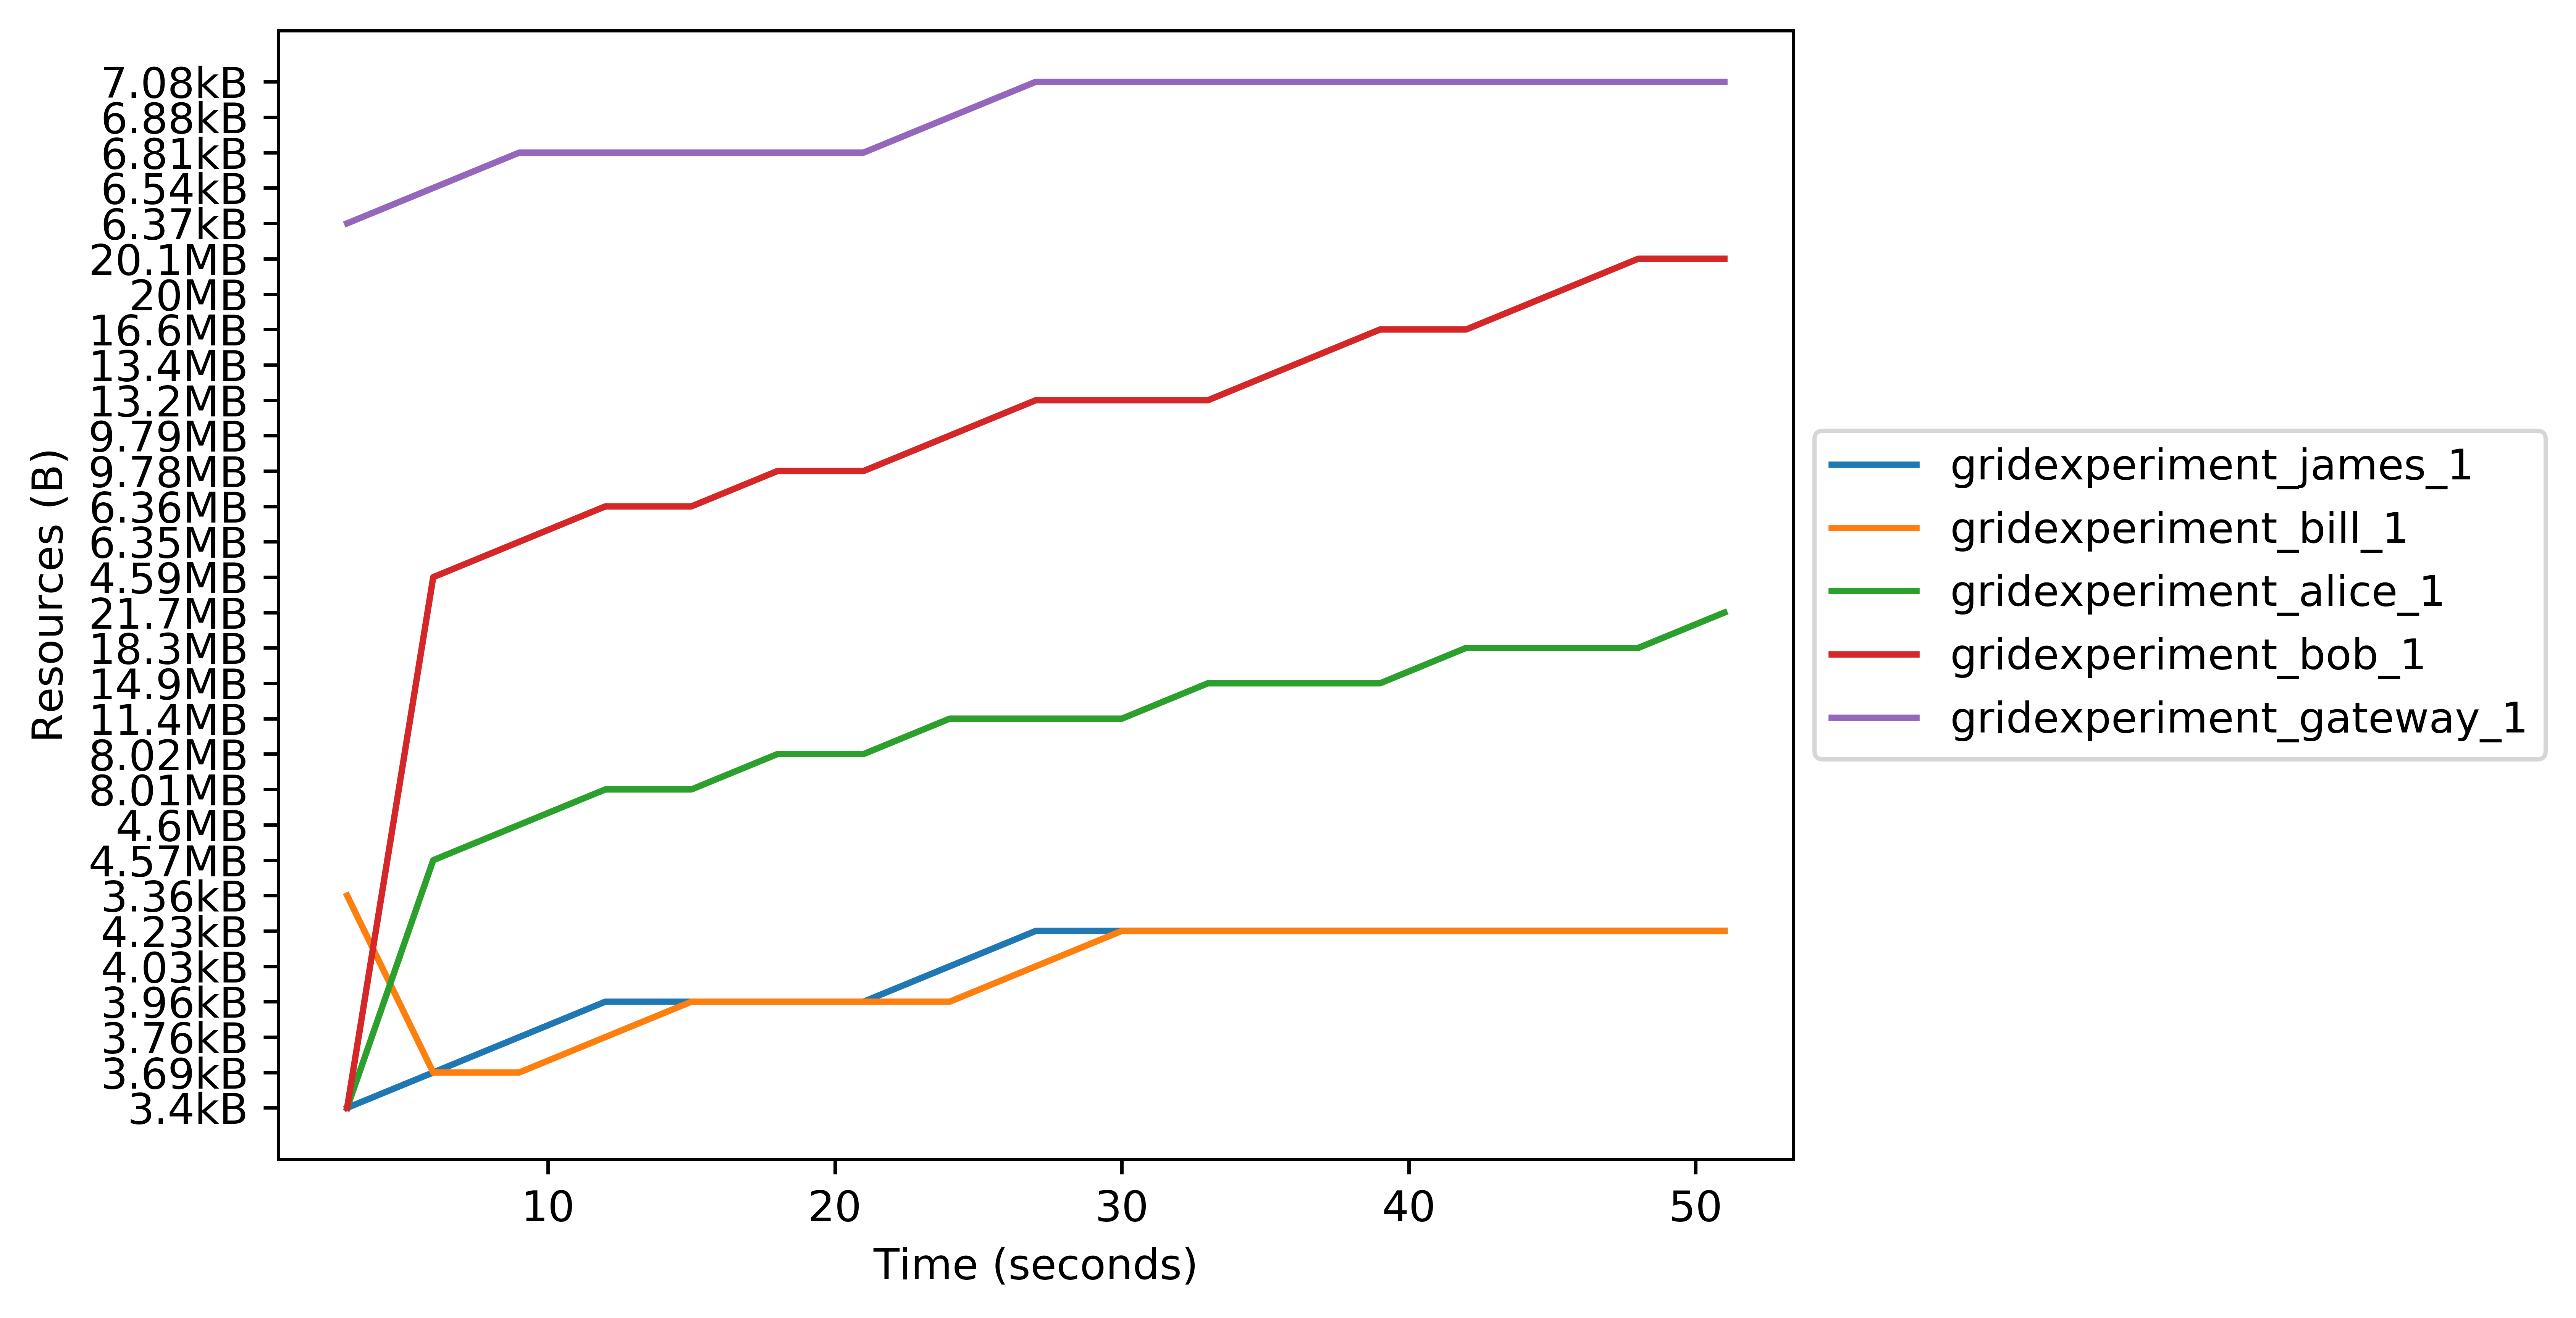 7.08kB
6.88kB
6.81kB
6.54kB
6.37kB
20.1MB
20MB
16.6MB
13.4MB
13.2MB
9.79MB
9.78MB
6.36MB
6.35MB
4.59MB
21.7MB
18.3MB
14.9MB
11.4MB
8.02MB
8.01MB
4.6MB
4.57MB
3.36kB
4.23kB
4.03kB
3.96kB
3.76kB
3.69kB
3.4kB
Resources (B)
10 20 30 40 50
Time (seconds)
gridexperiment_james_1
gridexperiment_bill_1
gridexperiment_alice_1
gridexperiment_bob_1
gridexperiment_gateway_1